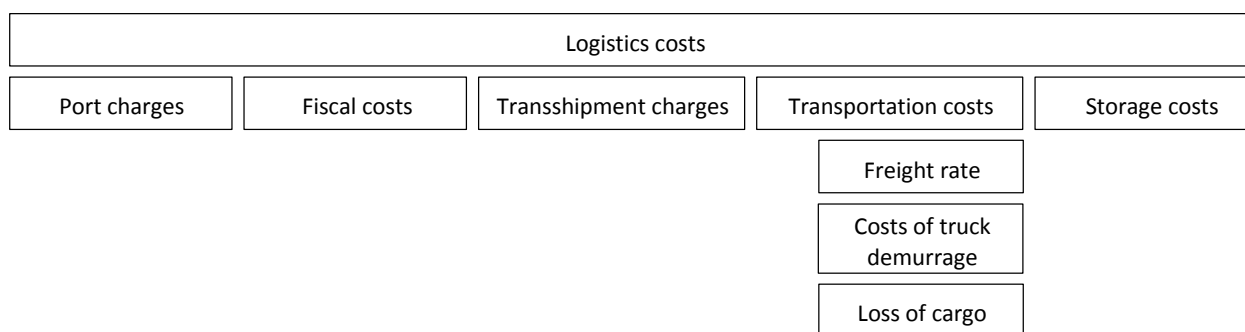 Logistics costs
Port charges
Fiscal costs
Transshipment charges
Transportation costs
Storage costs
Freight rate
Costs of truck
demurrage
Loss of cargo